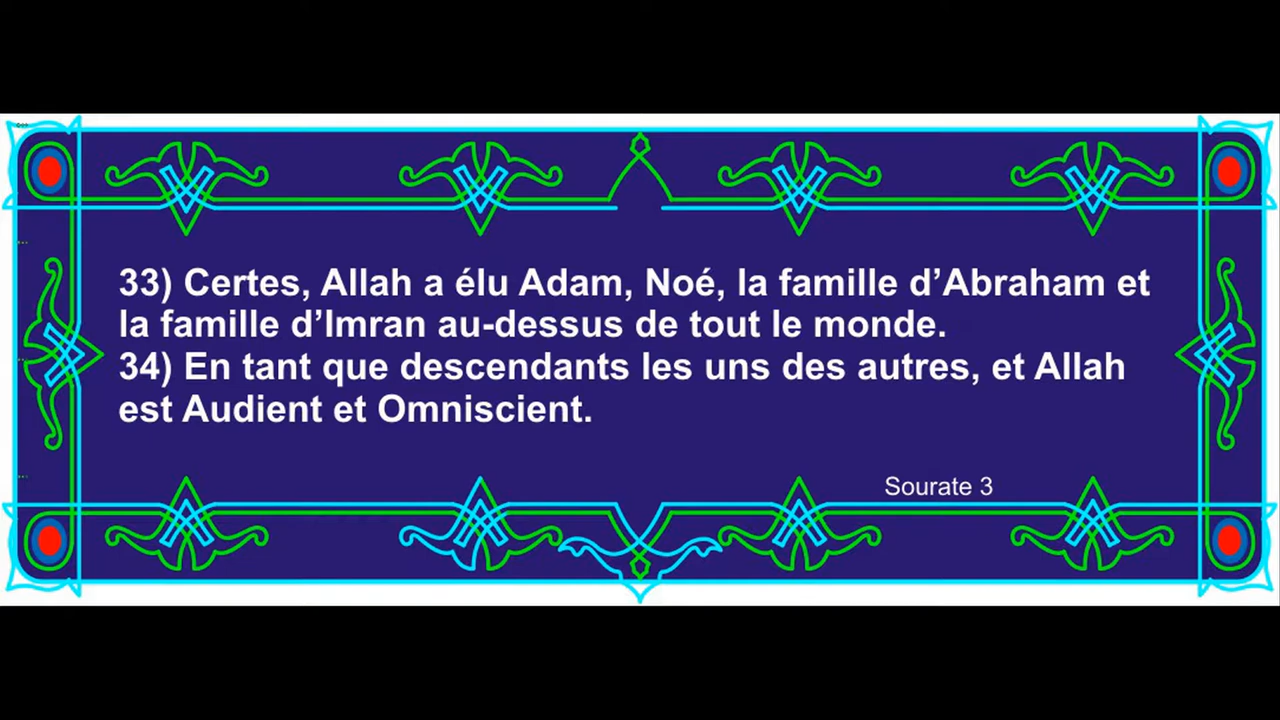 33) Certes, Allah a élu Adam, Noé, la famille d’Abraham et
la famille d’Imran au-dessus de tout le monde.
34) En tant que descendants les uns des autres, et Allah
est Audient et Omniscient.
Sourate 3